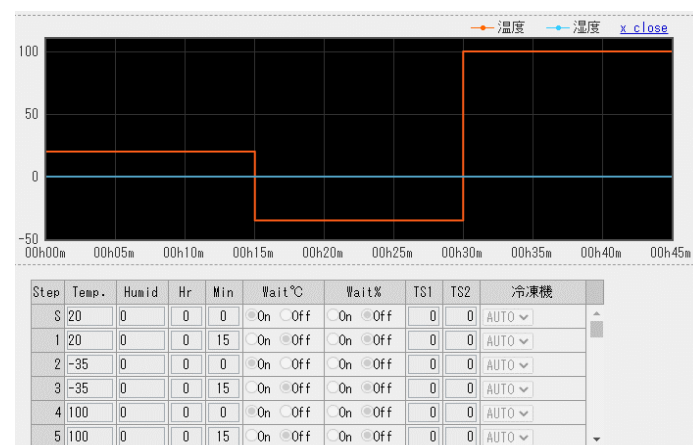 温度 湿度 x close
100
50
0
-50
00h00m 00h05m 00h10m 00h15m 00h20m 00h25m 00h30m 00h35m 00h40m 00h45m
Step Temp. Humid Hr Min Wait℃ Wait% TS1 TS2 冷凍機
S 20 0 0 0 On Off On Off 0 0 AUTO
1 20 0 0 15 On Off On Off 0 0 AUTO
2 -35 0 0 0 On Off On Off 0 0 AUTO
3 -35 0 0 15 On Off On Off 0 0 AUTO
4 100 0 0 0 On Off On Off 0 0 AUTO
5 100 0 0 15 On Off On Off 0 0 AUTO